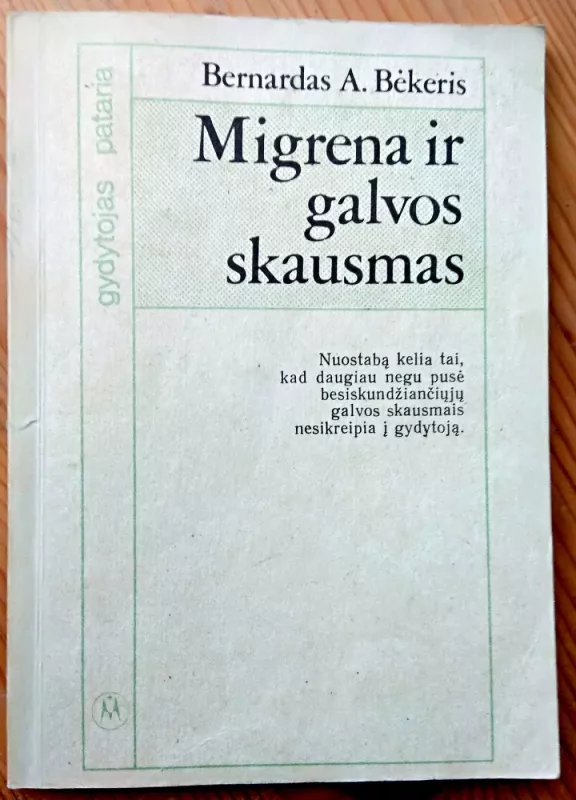 Bernardas A. Bėkeris
Migrena ir
galvos
skausmas
gydytojas pataria
Nuostabą kelia tai,
kad daugiau negu pusė
besiskundžiančiųjų
galvos skausmais
nesikreipia į gydytoją.